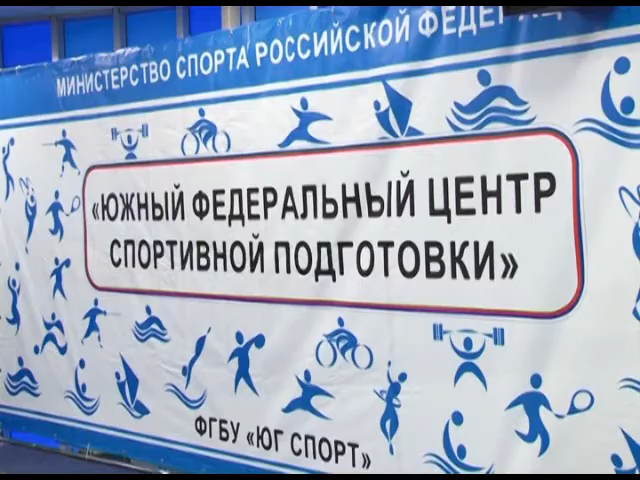 МИНИСТЕРСТВО СПОРТА РОССИЙСКОЙ
«ЮЖНЫЙ ФЕДЕРАЛЬНЫЙ ЦЕНТР
СПОРТИВНОЙ ПОДГОТОВКИ»
ФГБУ «ЮГ СПОРТ»